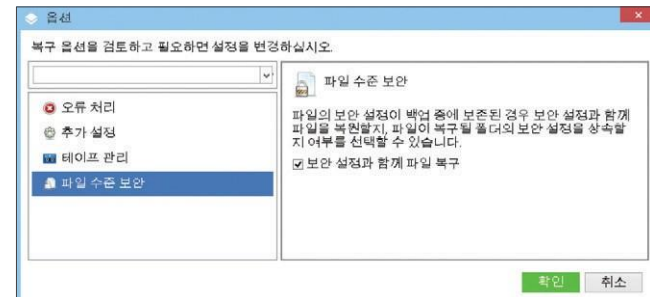 옵션
복구 옵션을 검토하고 필요하면 설정을 변경하십시오.
오류 처리
추가 설정
테이프 관리
파일 수준 보안
파일 수준 보안
파일의 보안 설정이 백업 중에 보존된 경우 보안 설정과 함께
파일을 복원할지, 파일이 복구될 폴더의 보안 설정을 상속할
지 여부를 선택할 수 있습니다.
보안 설정과 함께 파일 복구
확인
취소